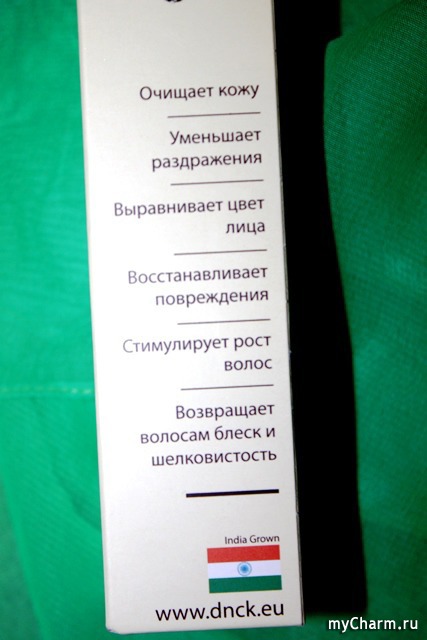 Очищает кожу
Уменьшает
раздражения
Выравнивает цвет
лица
Восстанавливает
повреждения
Стимулирует рост
волос
Возвращает
волосам блеск и
шелковистость
India Grown
www.dnck.eu
myCharm.ru